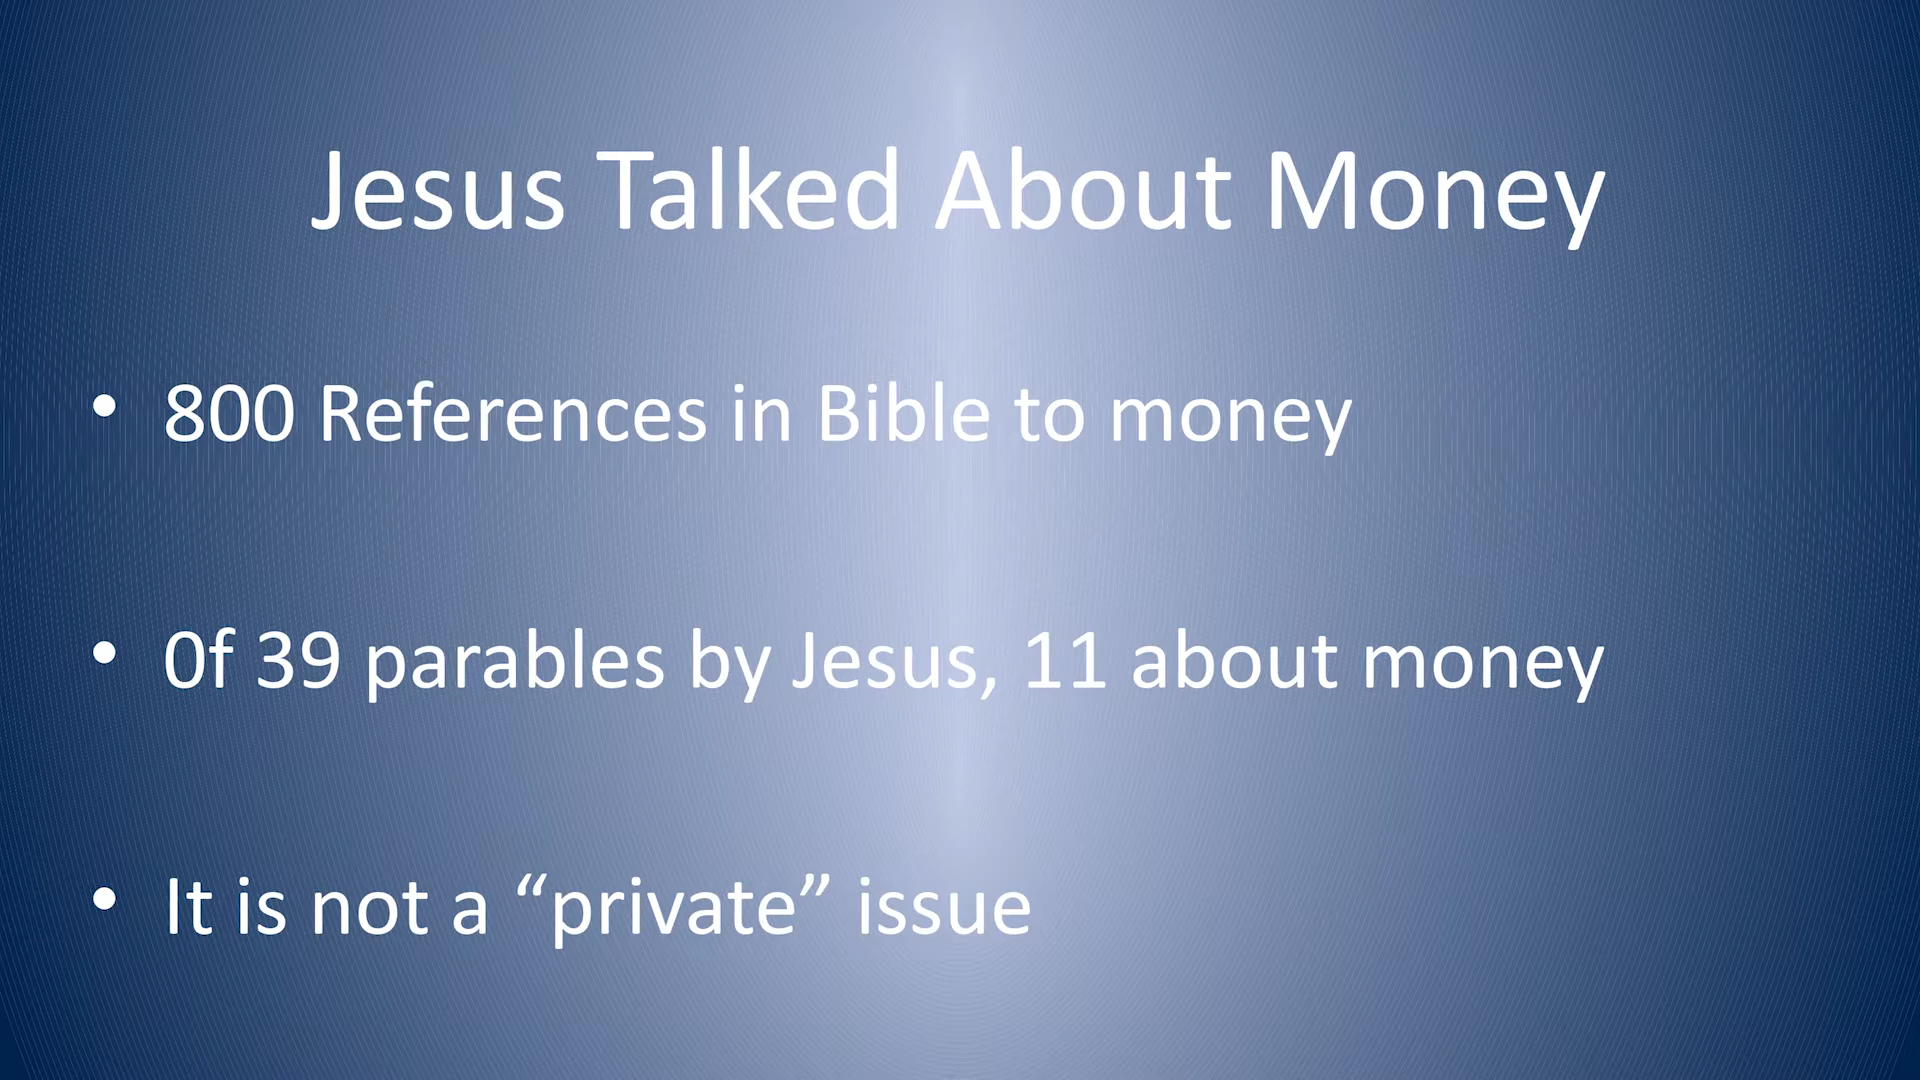 Jesus Talked About Money
• 800 References in Bible to money
• 0f 39 parables by Jesus, 11 about money
• It is not a “private” issue